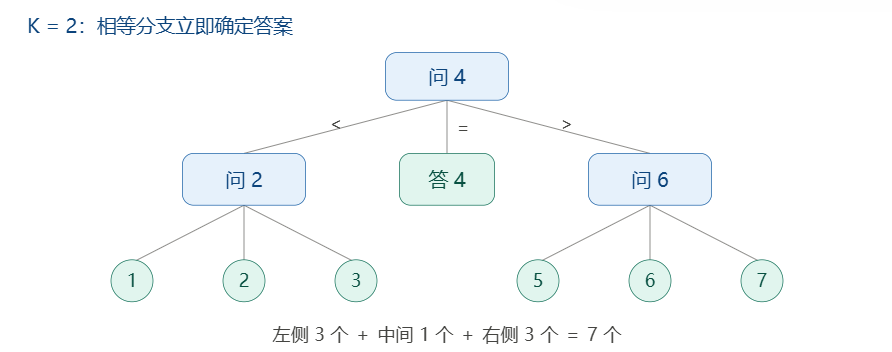 K = 2：相等分支立即确定答案
问 4
< = >
问 2 答 4 问 6
1 2 3 5 6 7
左侧 3 个 + 中间 1 个 + 右侧 3 个 = 7 个